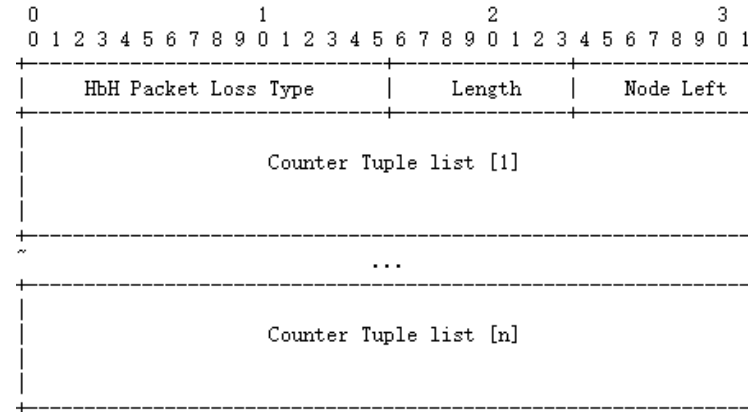 0                   1                   2                   3
0 1 2 3 4 5 6 7 8 9 0 1 2 3 4 5 6 7 8 9 0 1 2 3 4 5 6 7 8 9 0 1
+-------------------------------+---------------+--------------
|     HbH Packet Loss Type      |    Length     |   Node Left
+-------------------------------+---------------+--------------
|
|                    Counter Tuple list [1]
|
|
+--------------------------------------------------------------
~                             ...
+--------------------------------------------------------------
|
|                    Counter Tuple list [n]
|
|
+--------------------------------------------------------------